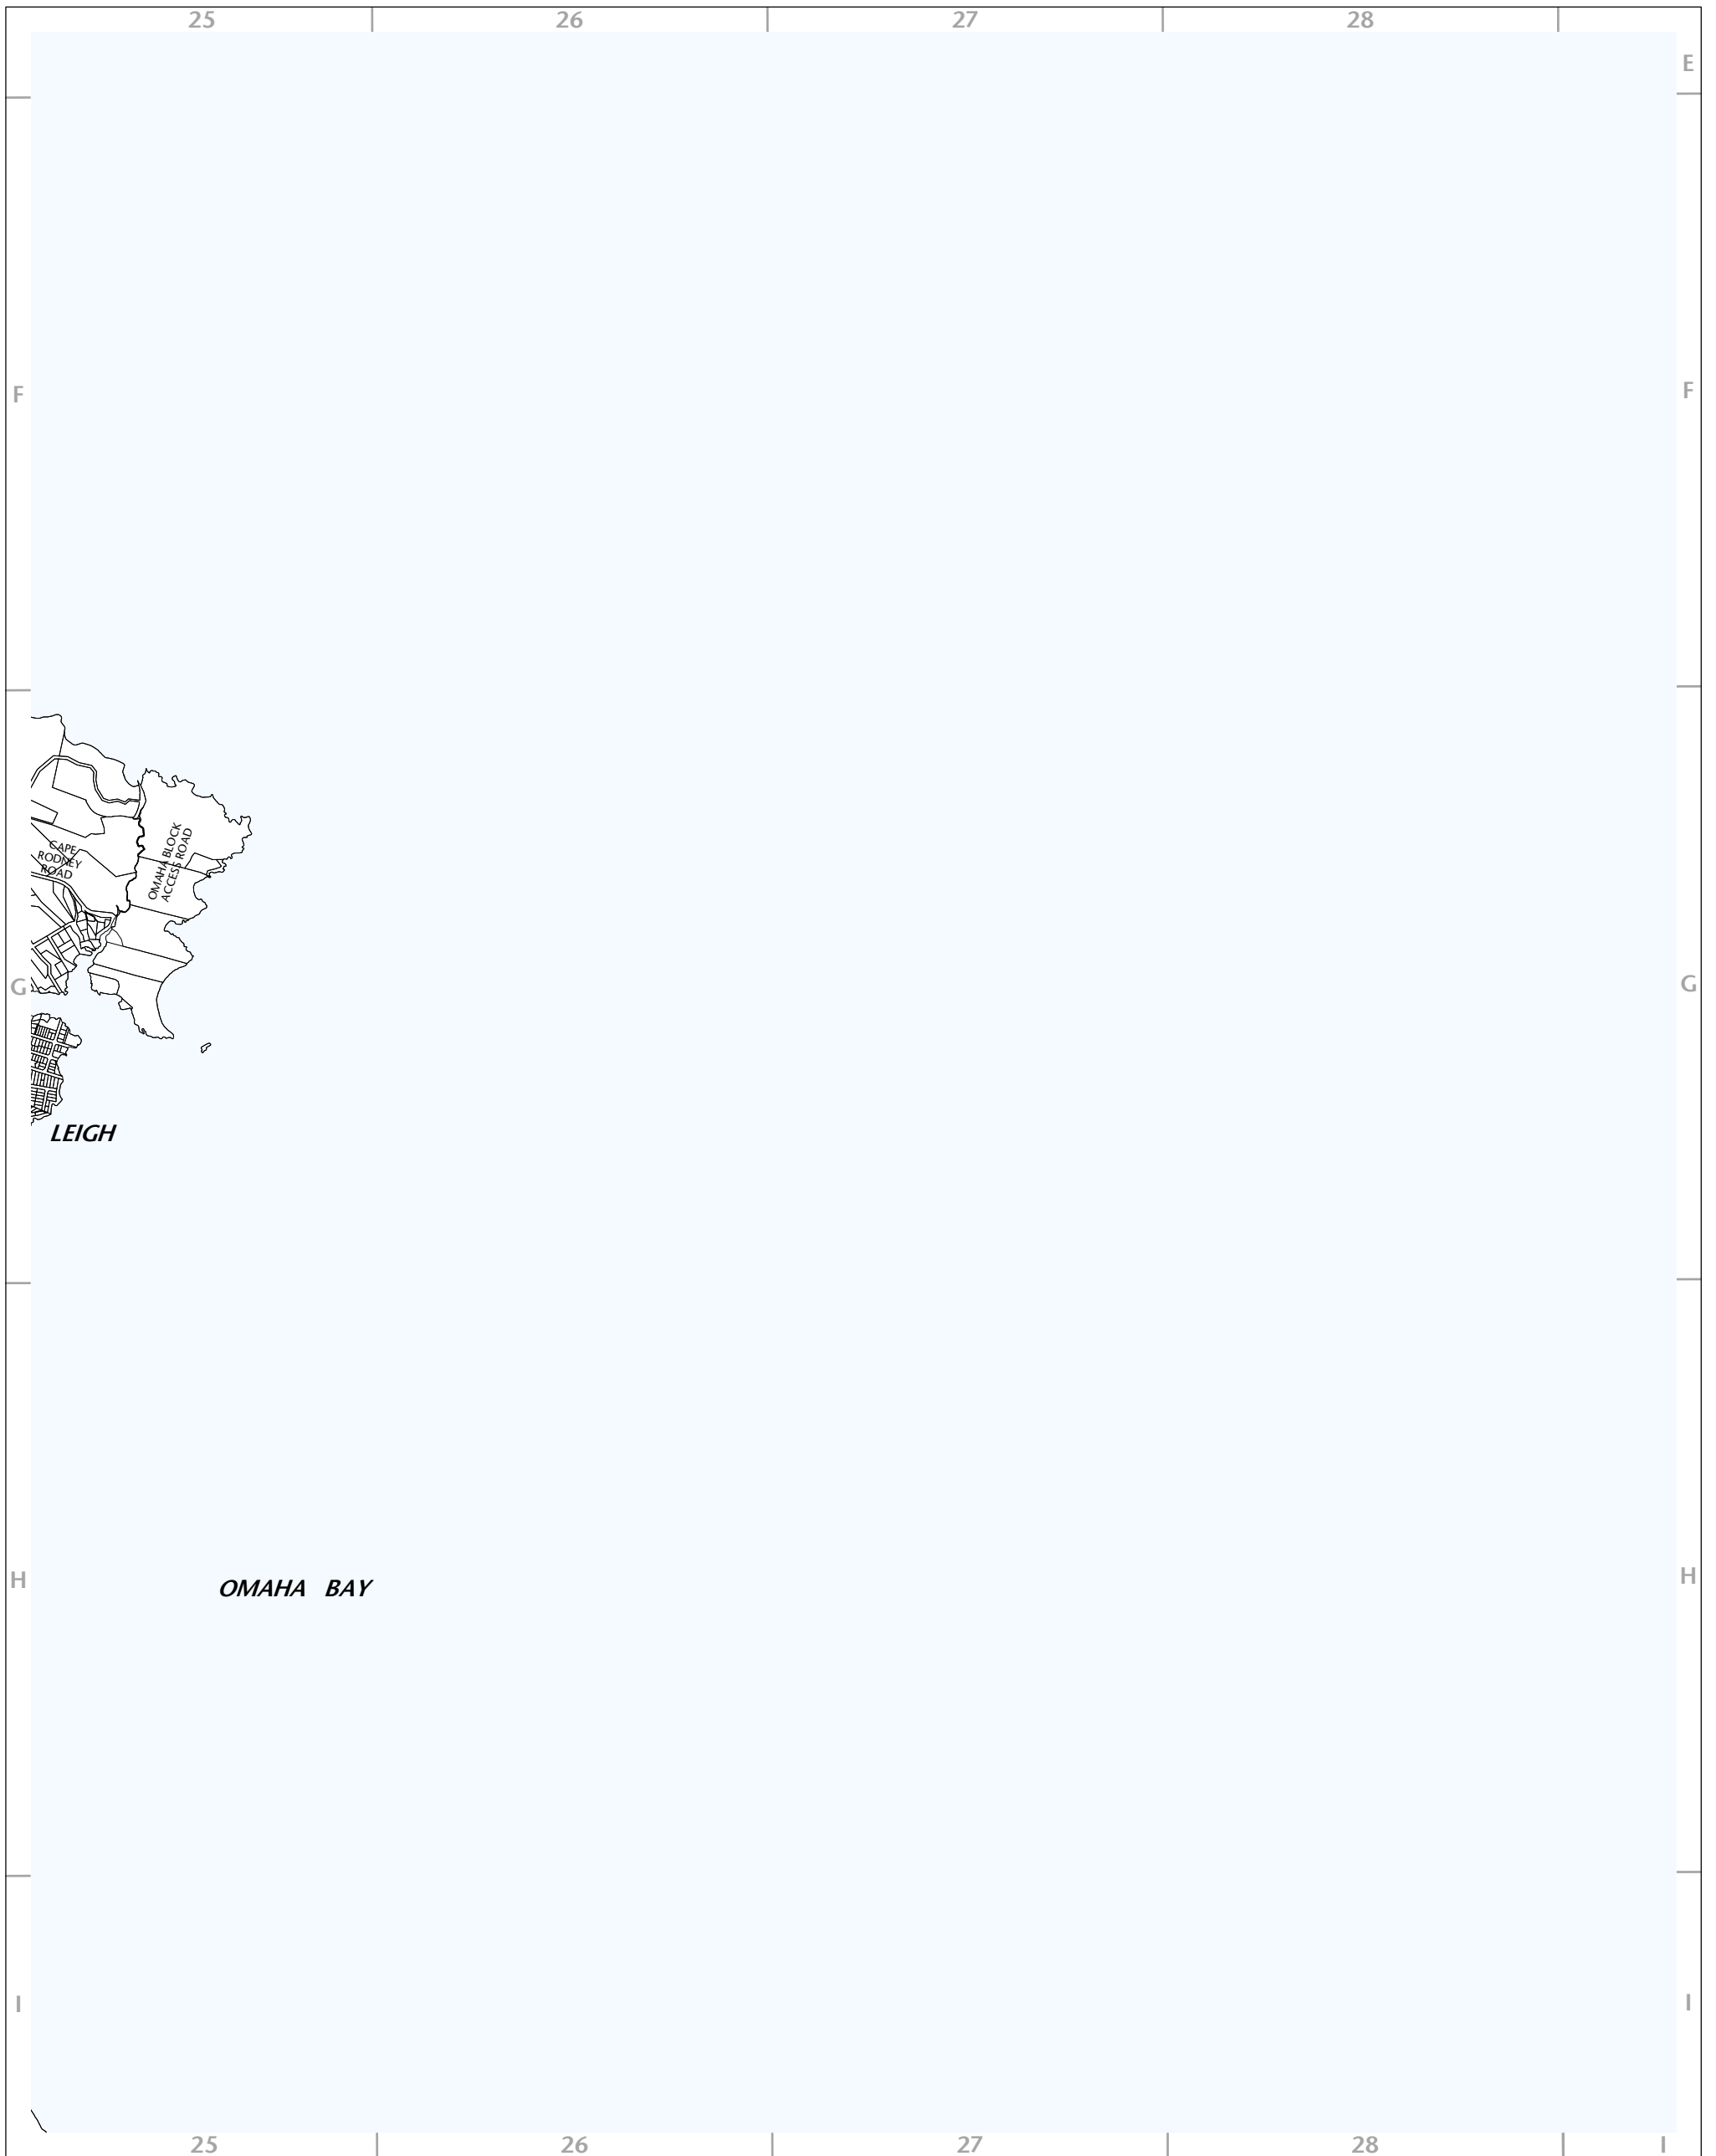 25 26 27 28
E
F F
CAPE
RODNEY
ROAD
OMAHA BLOCK
ACCESS ROAD
G G
LEIGH
H H
OMAHA BAY
I I
25 26 27 28